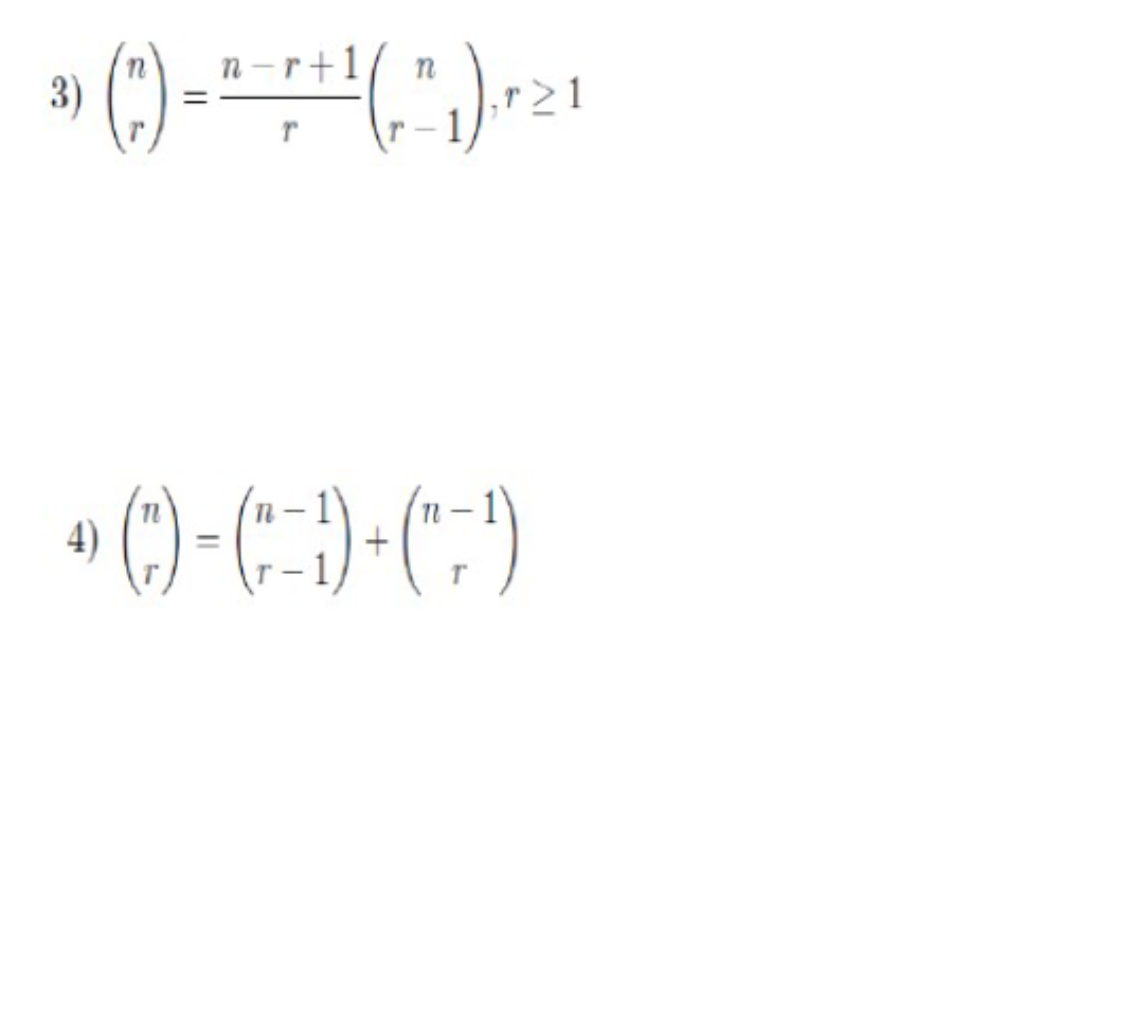 3) $\binom{n}{r} = \frac{n-r+1}{r}\binom{n}{r-1}, r \geq 1$
4) $\binom{n}{r} = \binom{n-1}{r-1} + \binom{n-1}{r}$